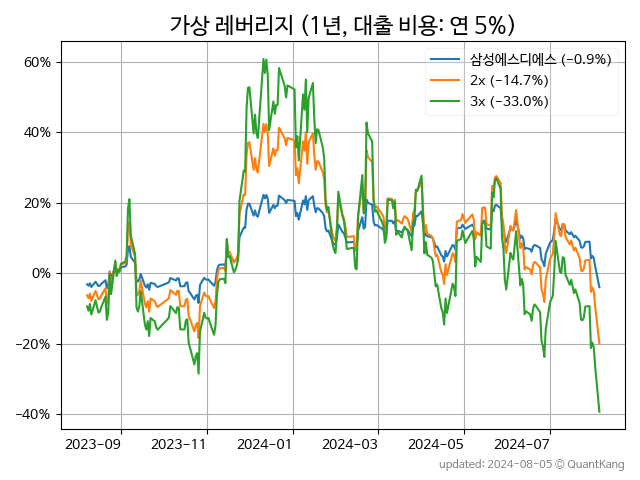 가상 레버리지 (1년, 대출 비용: 연 5%)
삼성에스디에스 (−0.9%)
2x (−14.7%)
3x (−33.0%)
60%
40%
20%
0%
−20%
−40%
2023-09
2023-11
2024-01
2024-03
2024-05
2024-07
updated: 2024-08-05 © QuantKang